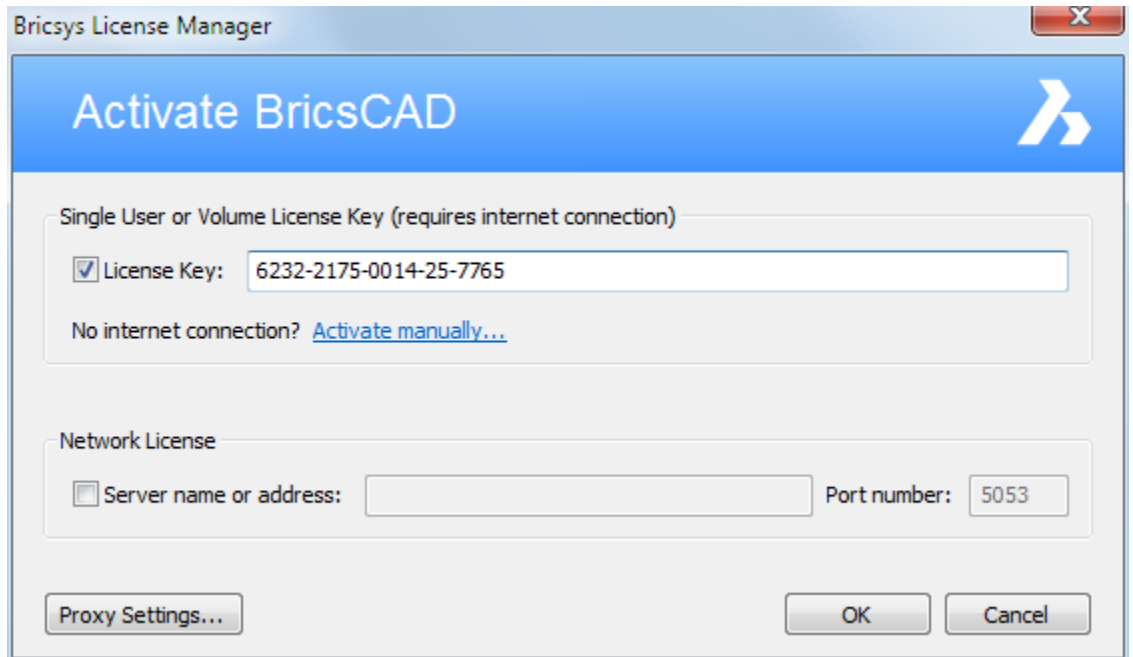 Bricsys License Manager
Activate BricsCAD
Single User or Volume License Key (requires internet connection)
License Key: 6232-2175-0014-25-7765
No internet connection? Activate manually...
Network License
Server name or address: Port number: 5053
Proxy Settings... OK Cancel